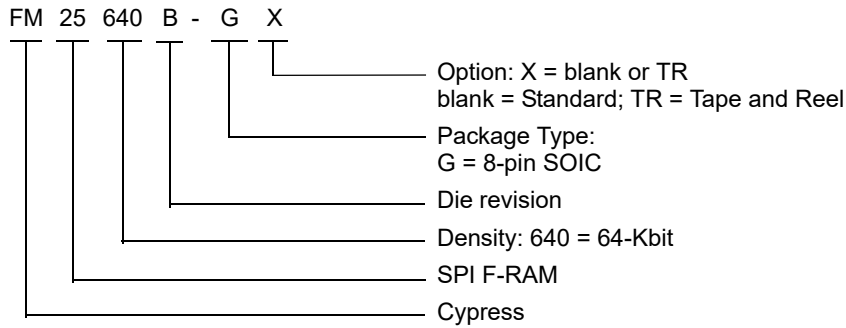 FM 25 640 B - G X
Option: X = blank or TR
blank = Standard; TR = Tape and Reel
Package Type:
G = 8-pin SOIC
Die revision
Density: 640 = 64-Kbit
SPI F-RAM
Cypress